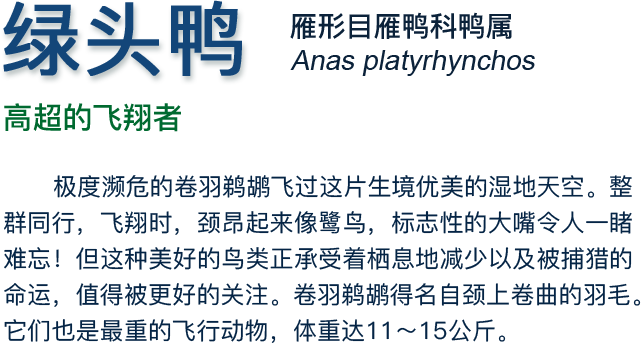 绿头鸭
雁形目雁鸭科鸭属
Anas platyrhynchos
高超的飞翔者
极度濒危的卷羽鹈鹕飞过这片生境优美的湿地天空。整
群同行，飞翔时，颈昂起来像鹭鸟，标志性的大嘴令人一睹
难忘！但这种美好的鸟类正承受着栖息地减少以及被捕猎的
命运，值得被更好的关注。卷羽鹈鹕得名自颈上卷曲的羽毛。
它们也是最重的飞行动物，体重达11～15公斤。